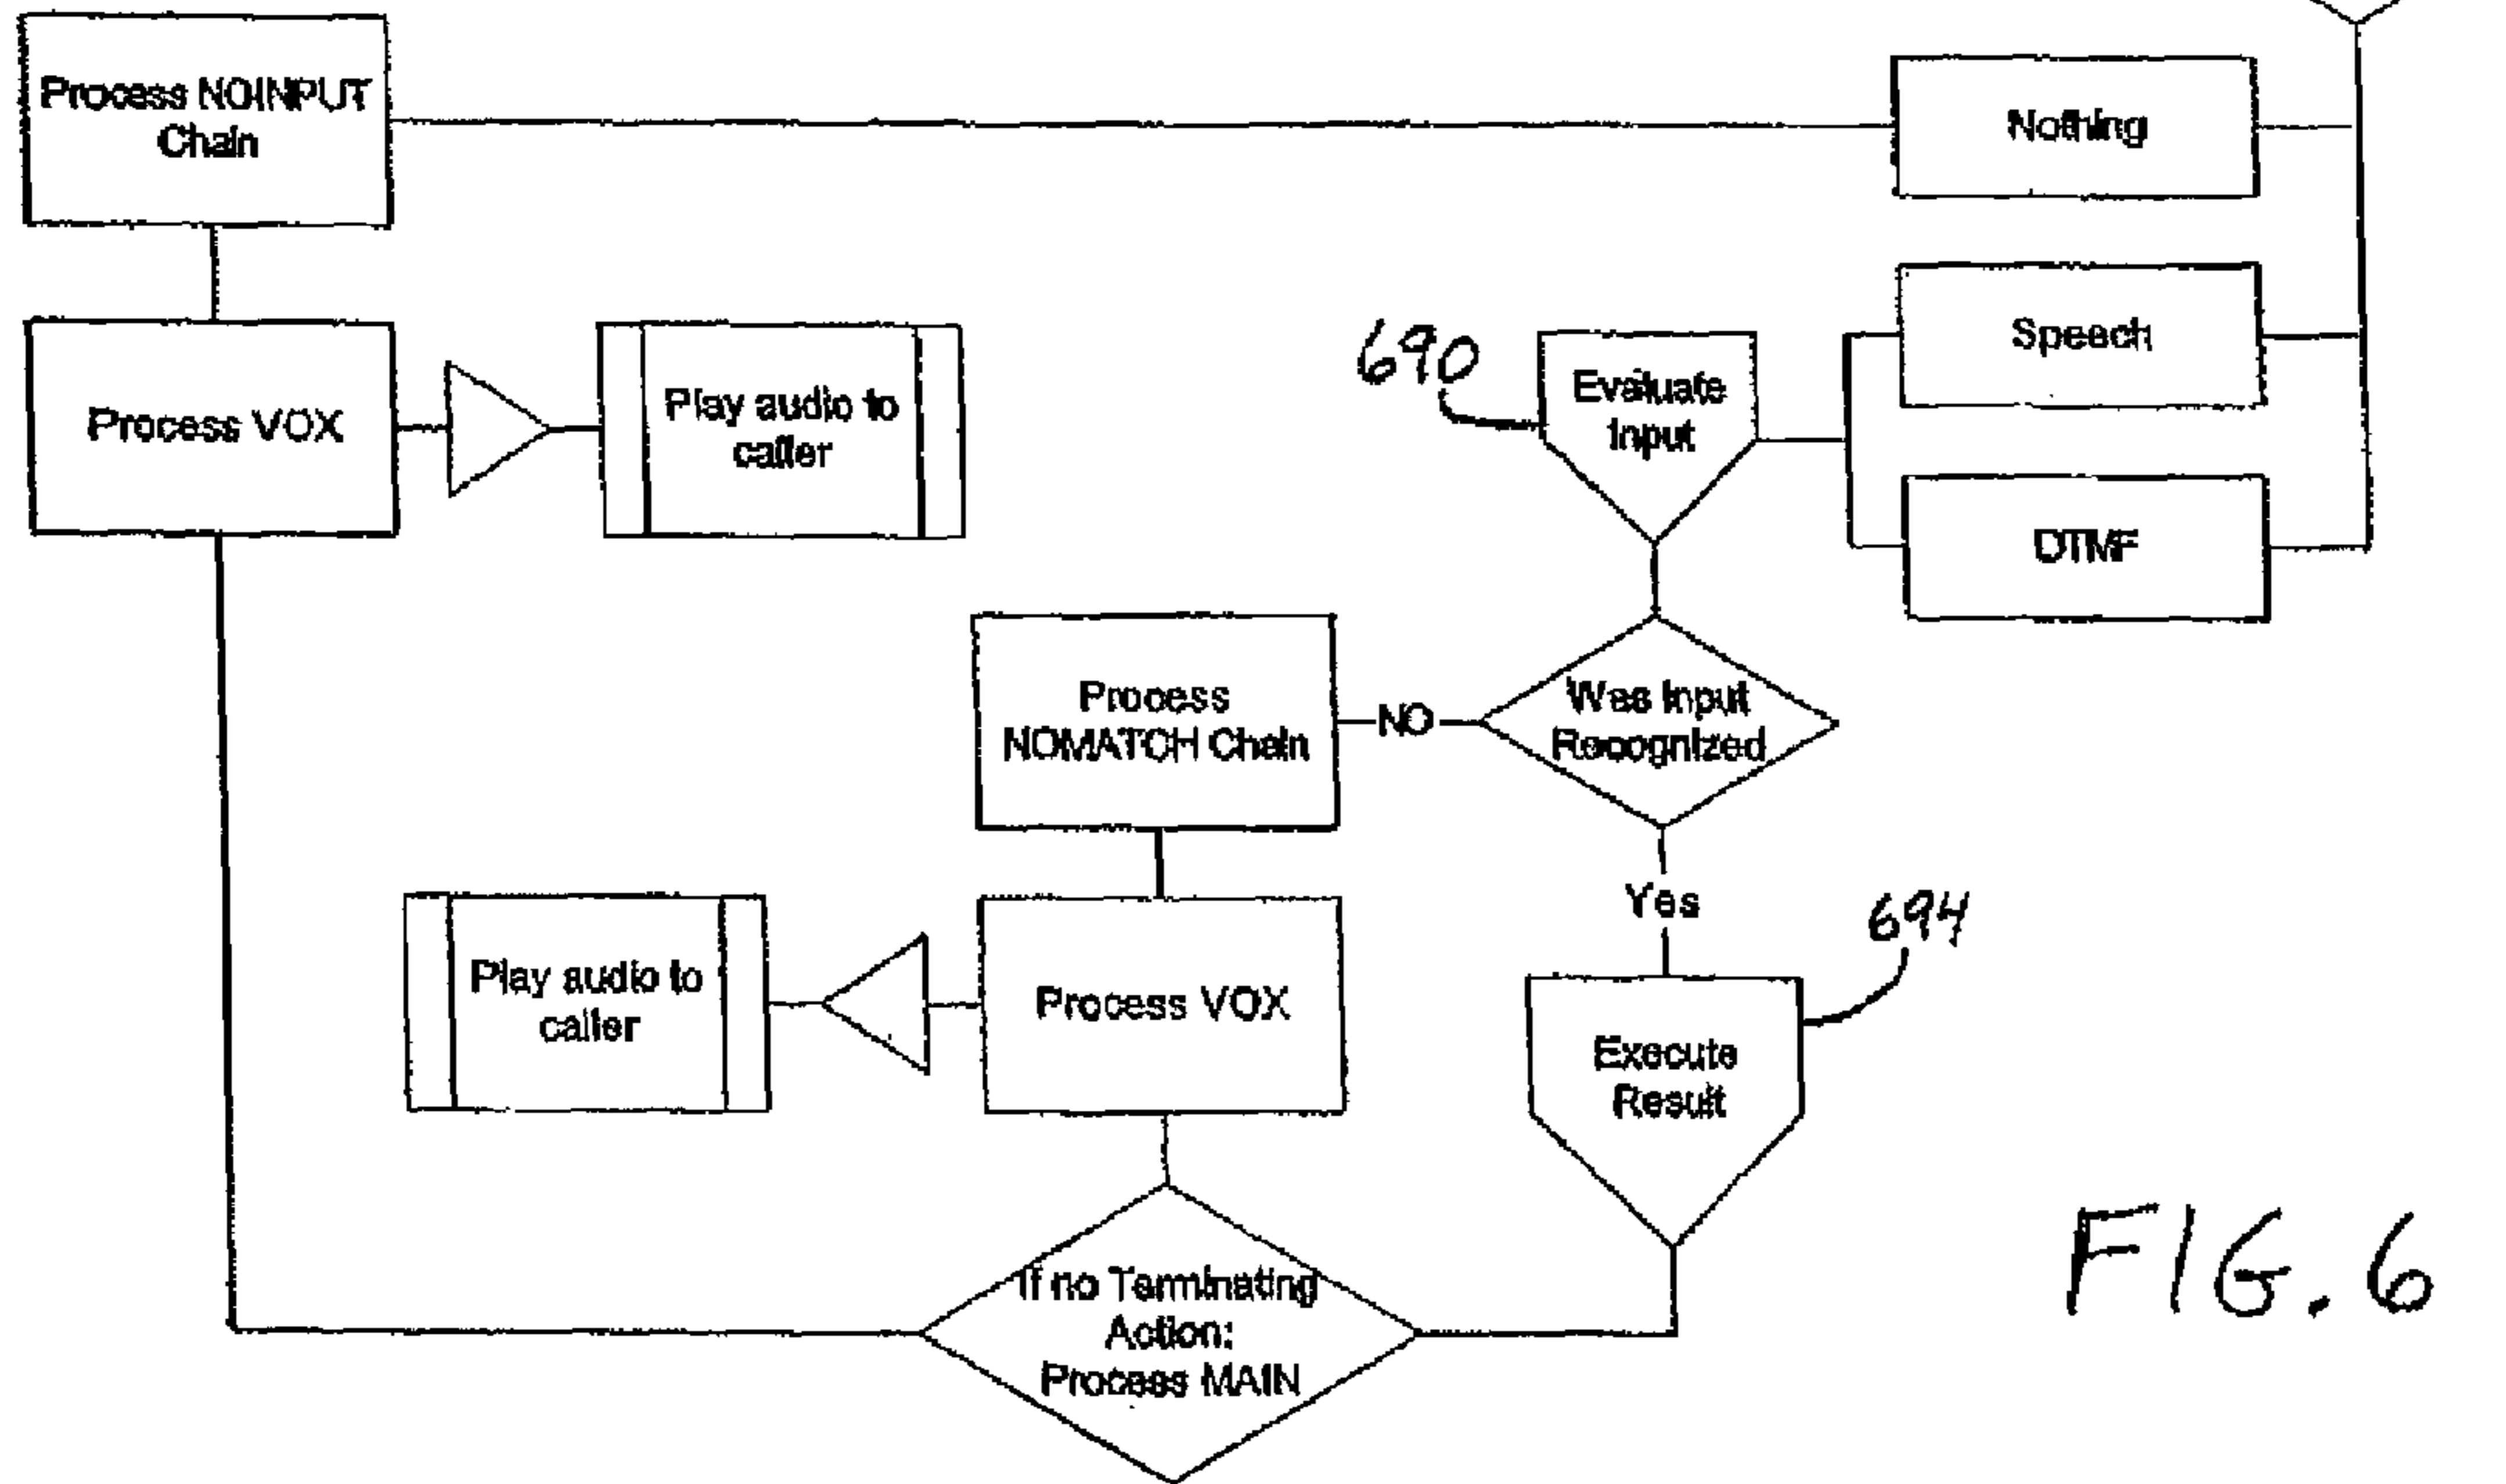 Process NOINPUT
Chain
Nothing
Speech
690
Evaluate
Input
Process VOX
Play audio to
caller
DTMF
Process
NOMATCH Chain
NO
Was Input
Recognized
Yes
694
Play audio to
caller
Process VOX
Execute
Result
If no Terminating
Action:
Process MAIN
FIG. 6